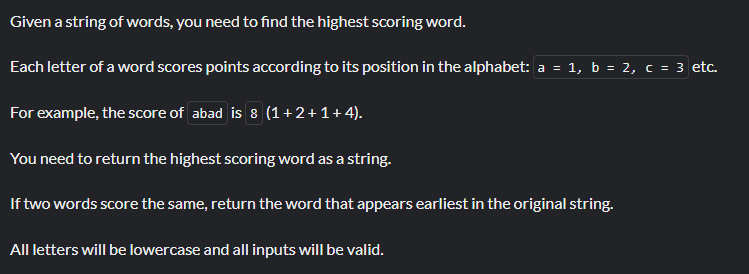 Given a string of words, you need to find the highest scoring word.
Each letter of a word scores points according to its position in the alphabet: a = 1, b = 2, c = 3 etc.
For example, the score of abad is 8 (1 + 2 + 1 + 4).
You need to return the highest scoring word as a string.
If two words score the same, return the word that appears earliest in the original string.
All letters will be lowercase and all inputs will be valid.